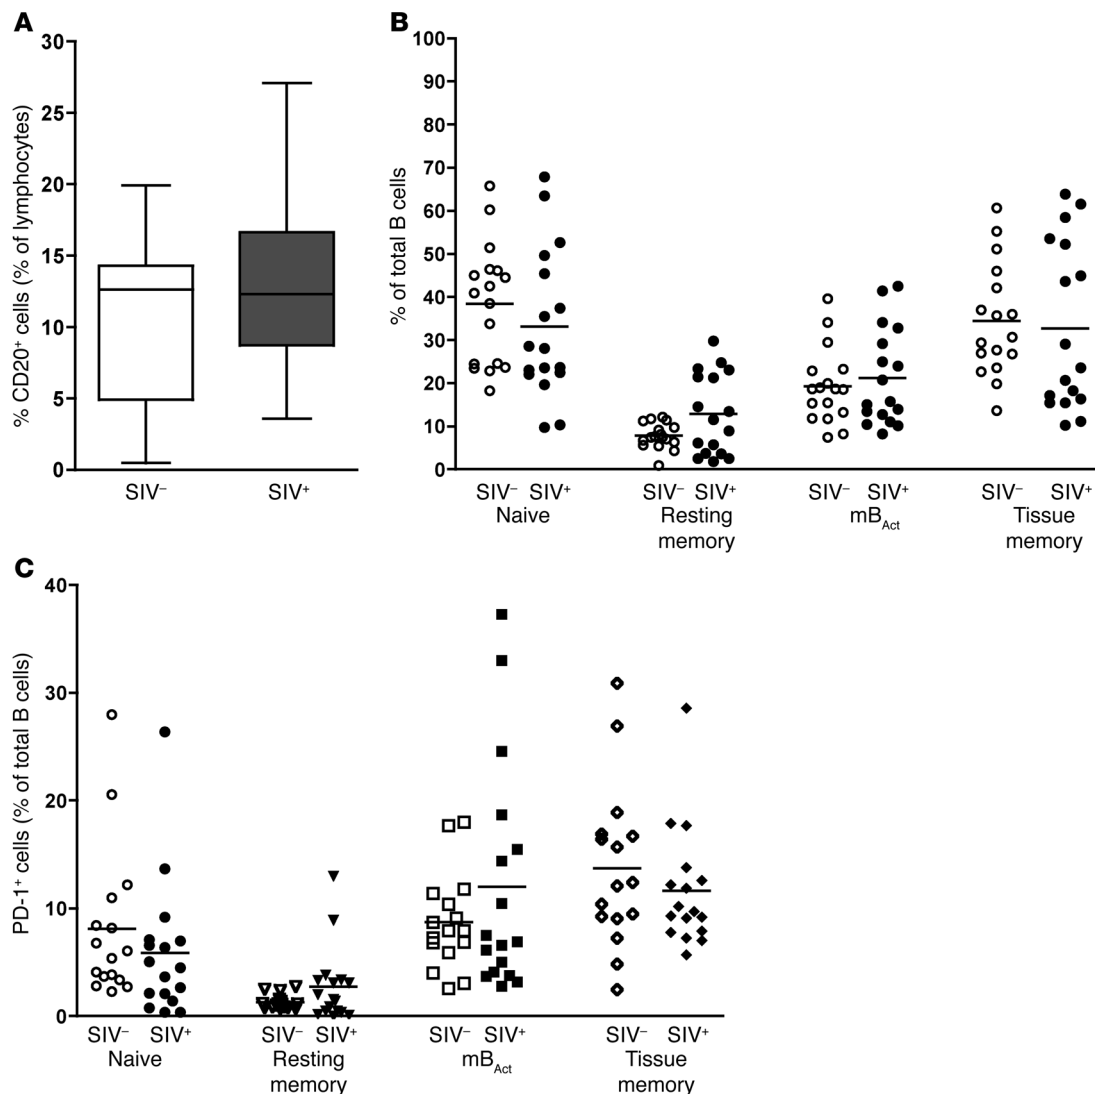 A
% CD20⁺ cells (% of lymphocytes)
30
25
20
15
10
5
0
SIV⁻ SIV⁺
B
% of total B cells
100
90
80
70
60
50
40
30
20
10
0
SIV⁻ SIV⁺ SIV⁻ SIV⁺ SIV⁻ SIV⁺ SIV⁻ SIV⁺
Naive Resting mB_Act Tissue
memory memory
C
PD-1⁺ cells (% of total B cells)
40
30
20
10
0
SIV⁻ SIV⁺ SIV⁻ SIV⁺ SIV⁻ SIV⁺ SIV⁻ SIV⁺
Naive Resting mB_Act Tissue
memory memory